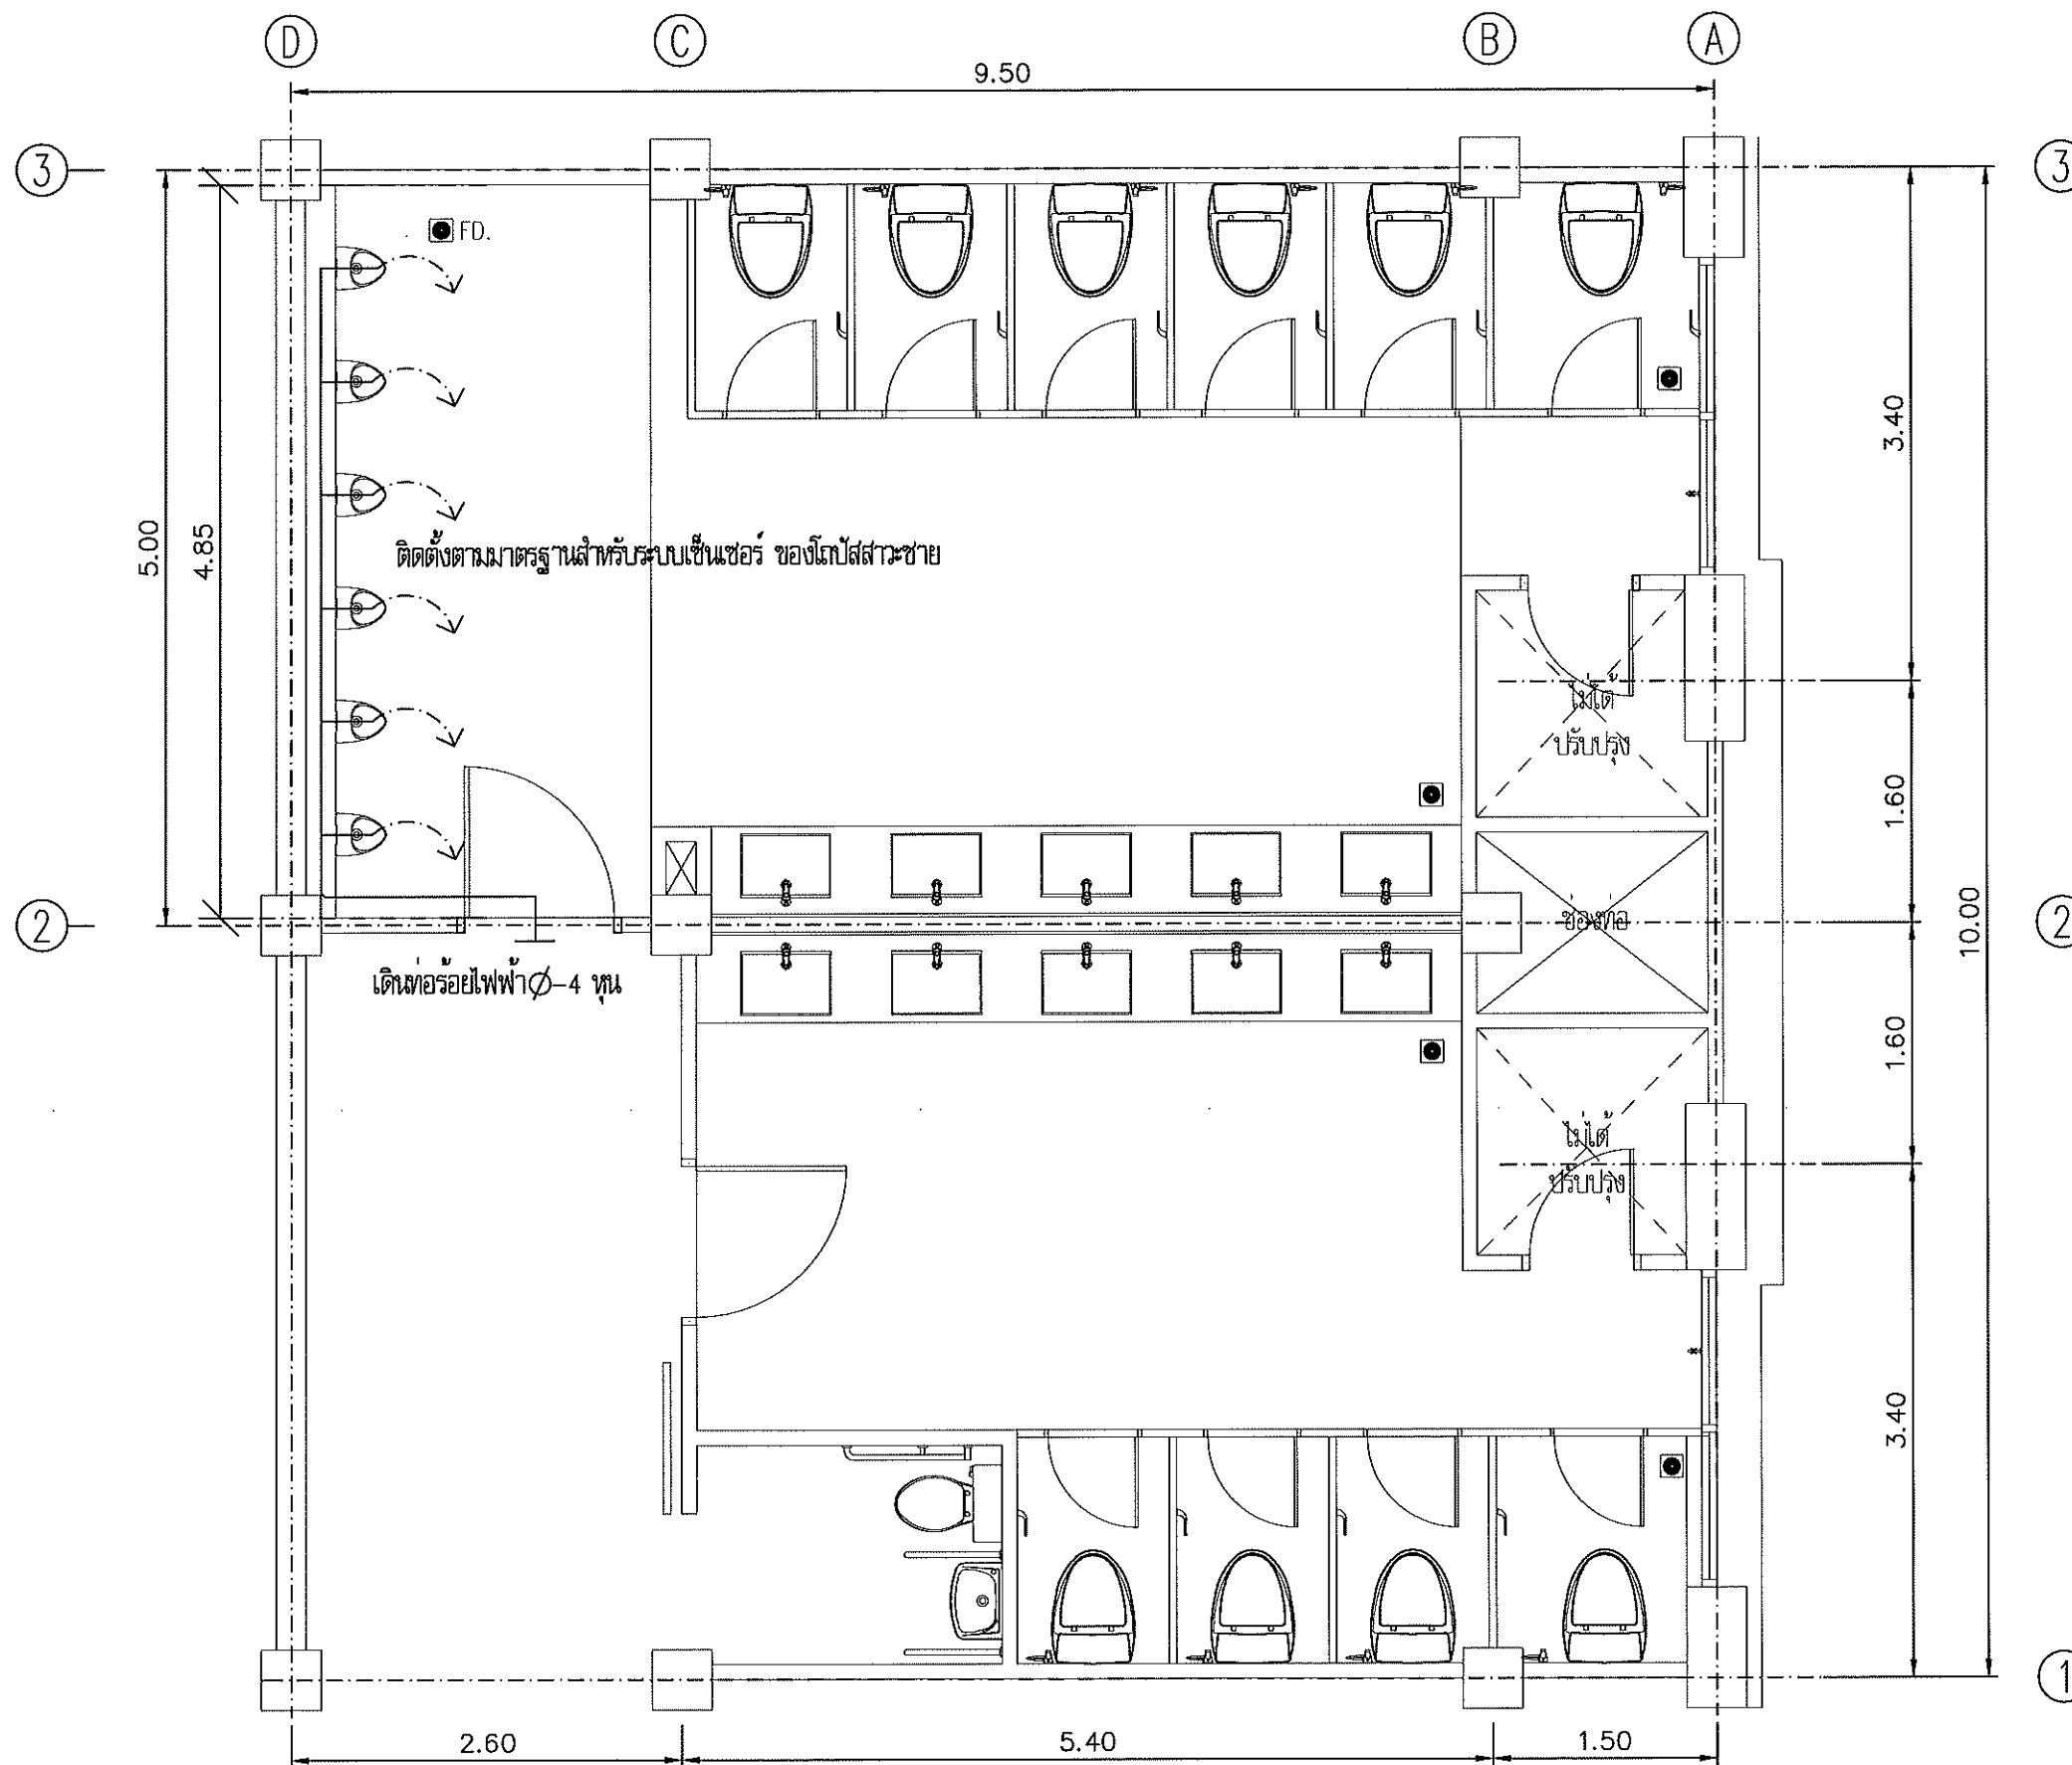 D
C
B
A
9.50
3
3
FD.
3.40
5.00
4.85
ติดตั้งตามมาตรฐานสำหรับระบบเซ็นเซอร์ ของโถปัสสาวะชาย
ไม่ได้
ปรับปรุง
1.60
10.00
2
ช่องท่อ
2
เดินท่อร้อยไฟฟ้าØ-4 หุน
1.60
ไม่ได้
ปรับปรุง
3.40
1
2.60
5.40
1.50